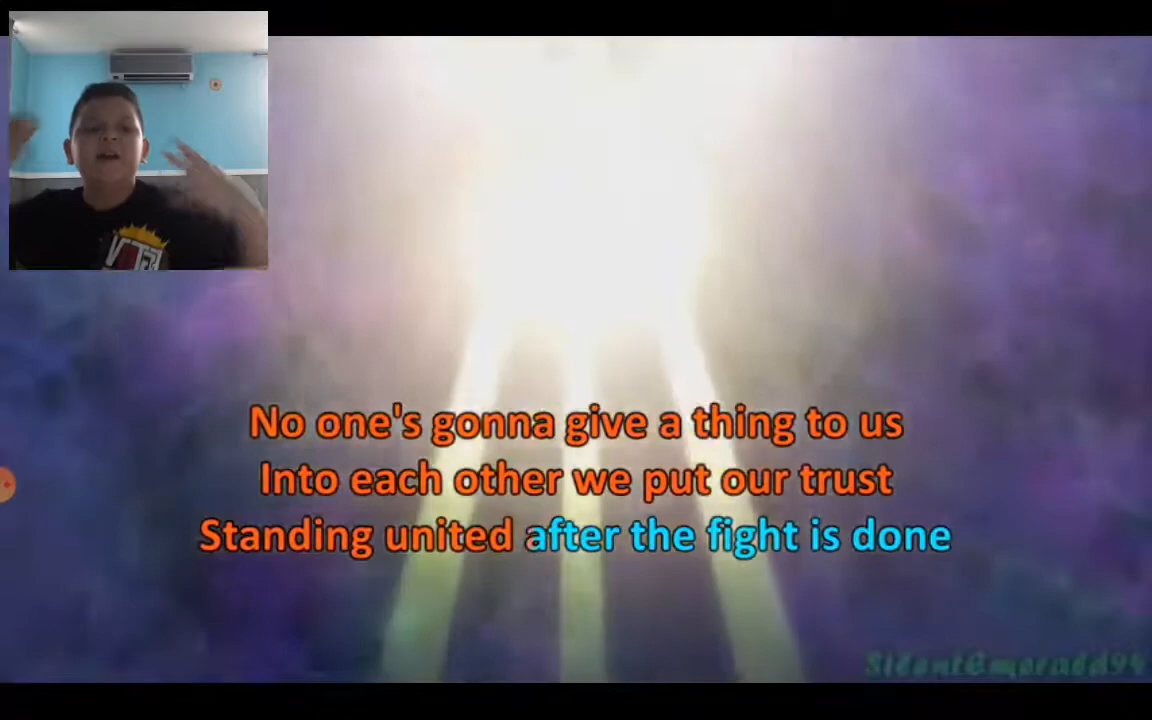 No one's gonna give a thing to us
Into each other we put our trust
Standing united after the fight is done
SilentEmerald94